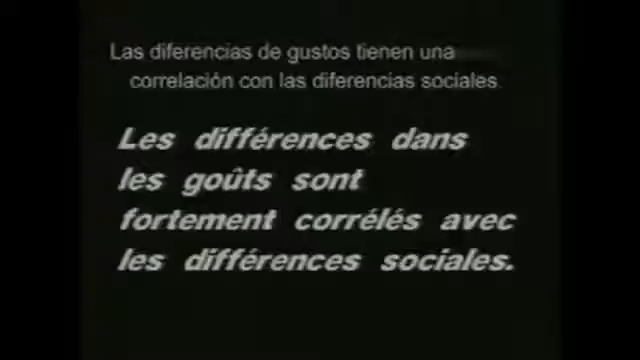 Las diferencias de gustos tienen una
correlación con las diferencias sociales.
Les différences dans
les goûts sont
fortement corrélés avec
les différences sociales.